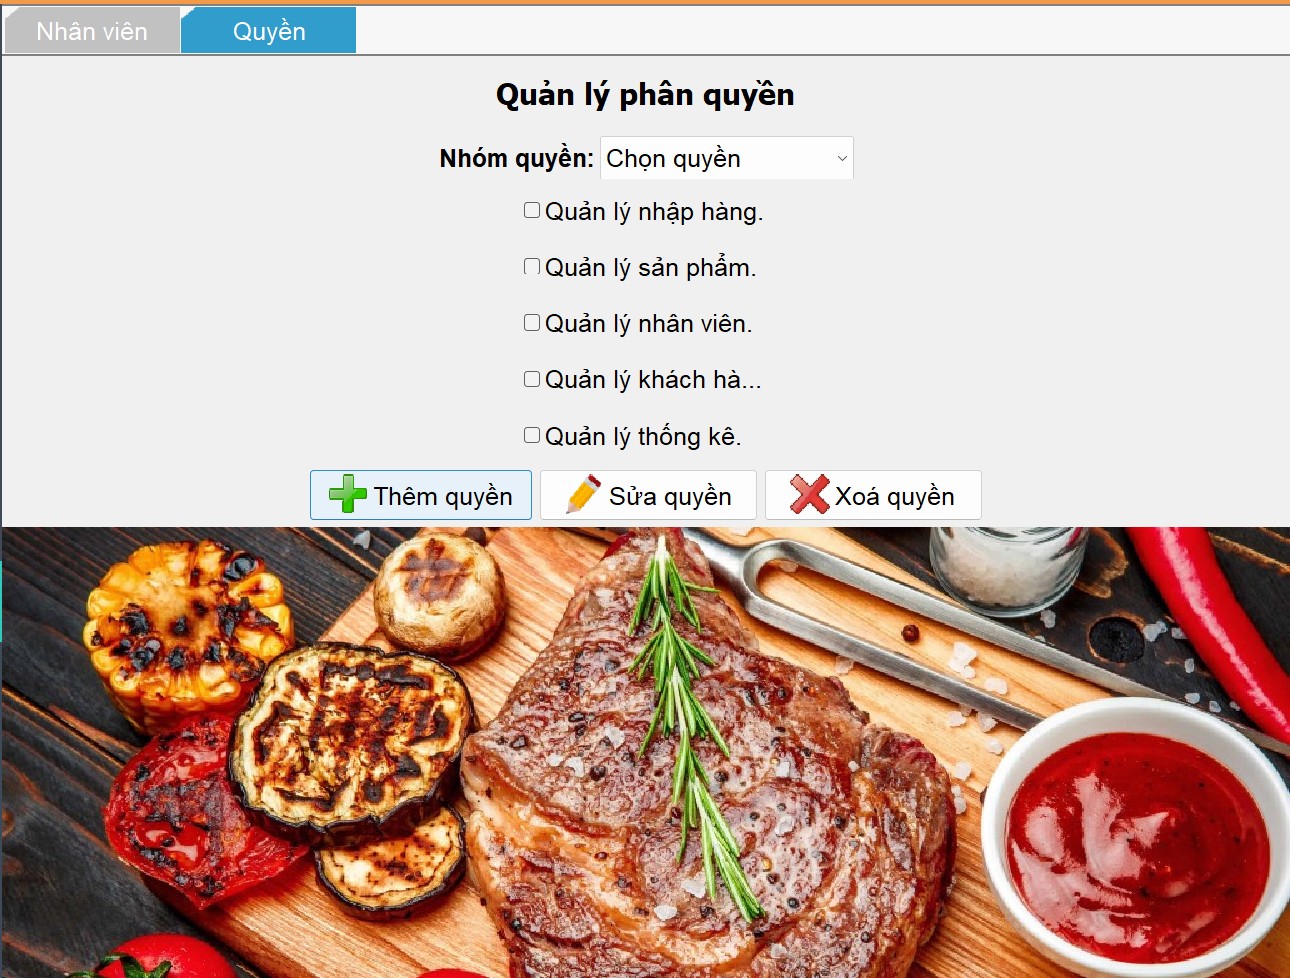 Nhân viên Quyền
Quản lý phân quyền
Nhóm quyền: Chọn quyền
Quản lý nhập hàng.
Quản lý sản phẩm.
Quản lý nhân viên.
Quản lý khách hà...
Quản lý thống kê.
Thêm quyền Sửa quyền Xoá quyền